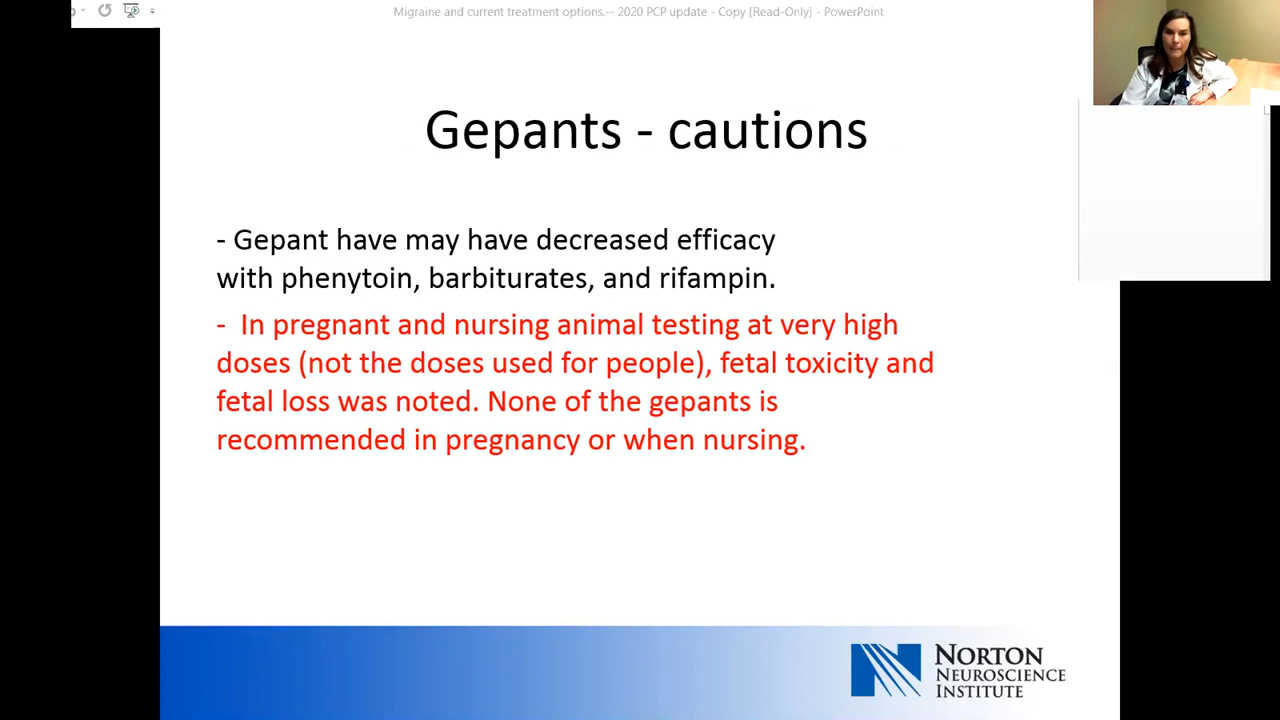 Migraine and current treatment options.-- 2020 PCP update - Copy [Read-Only] - PowerPoint
Gepants - cautions
- Gepant have may have decreased efficacy
with phenytoin, barbiturates, and rifampin.
- In pregnant and nursing animal testing at very high
doses (not the doses used for people), fetal toxicity and
fetal loss was noted. None of the gepants is
recommended in pregnancy or when nursing.
NORTON
NEUROSCIENCE
INSTITUTE